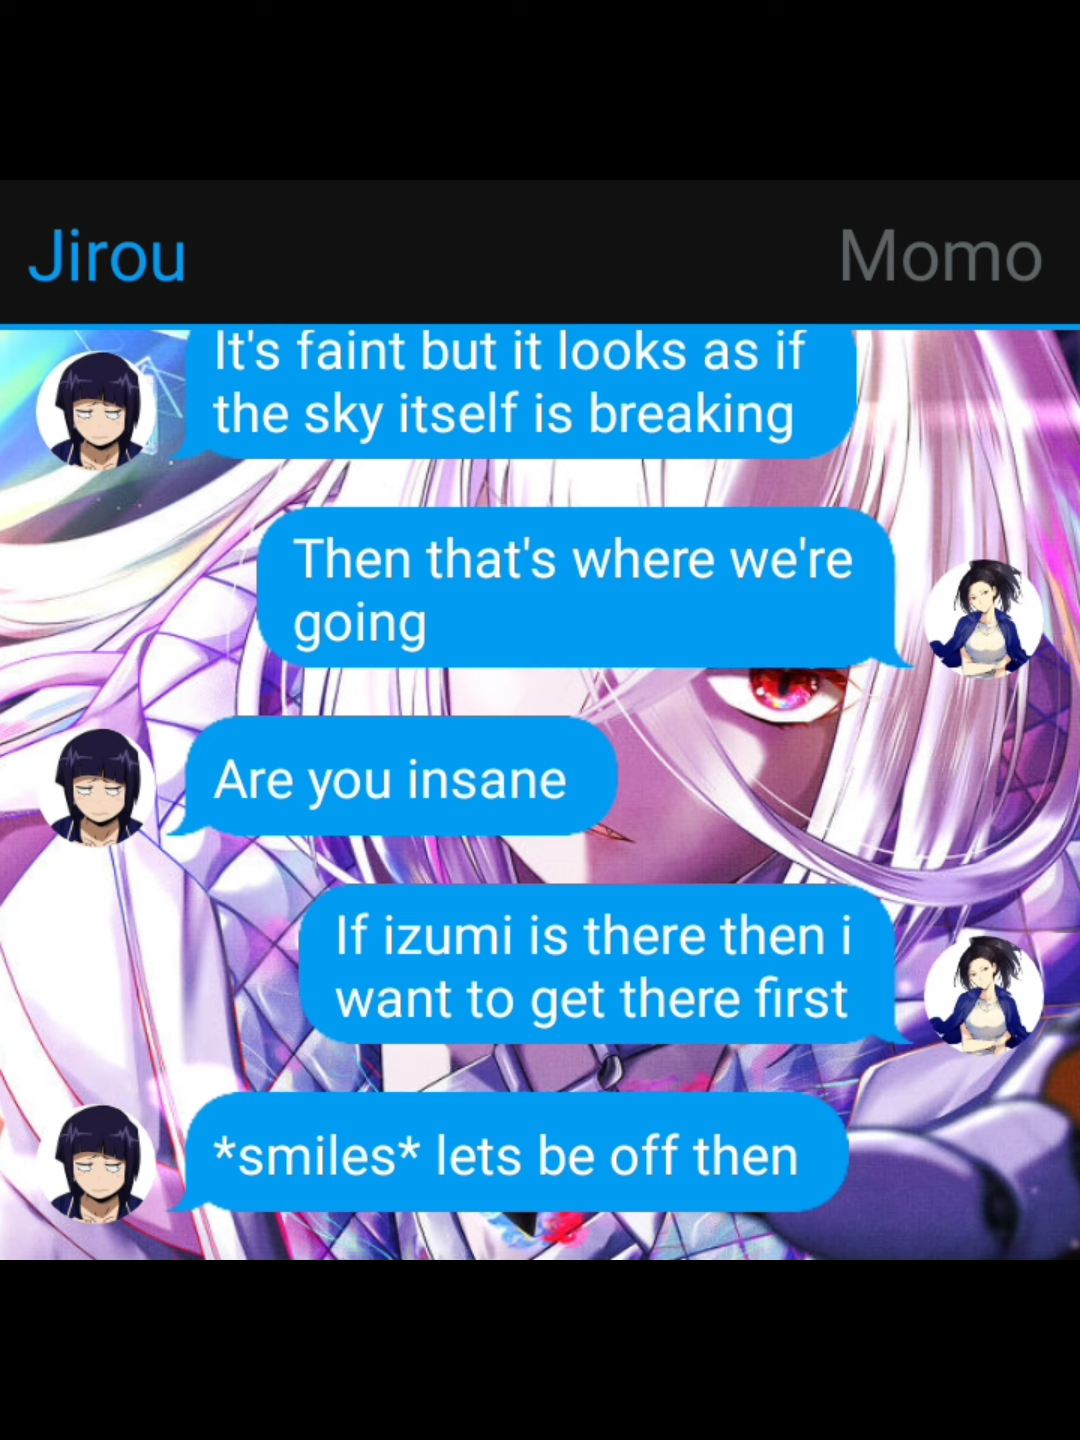 Jirou
Momo
It's faint but it looks as if
the sky itself is breaking
Then that's where we're
going
Are you insane
If izumi is there then i
want to get there first
*smiles* lets be off then